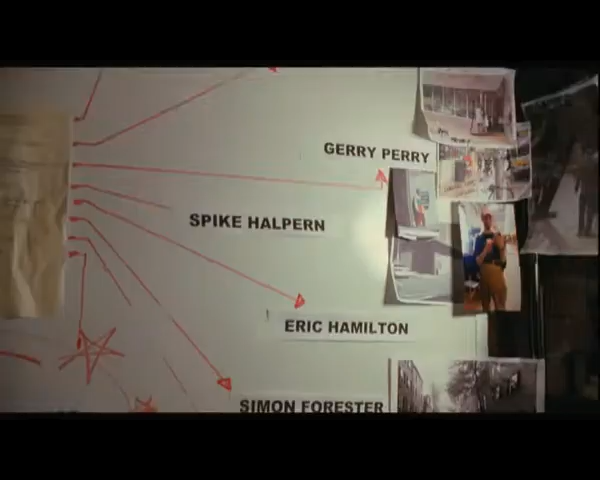 GERRY PERRY
SPIKE HALPERN
ERIC HAMILTON
SIMON FORESTER